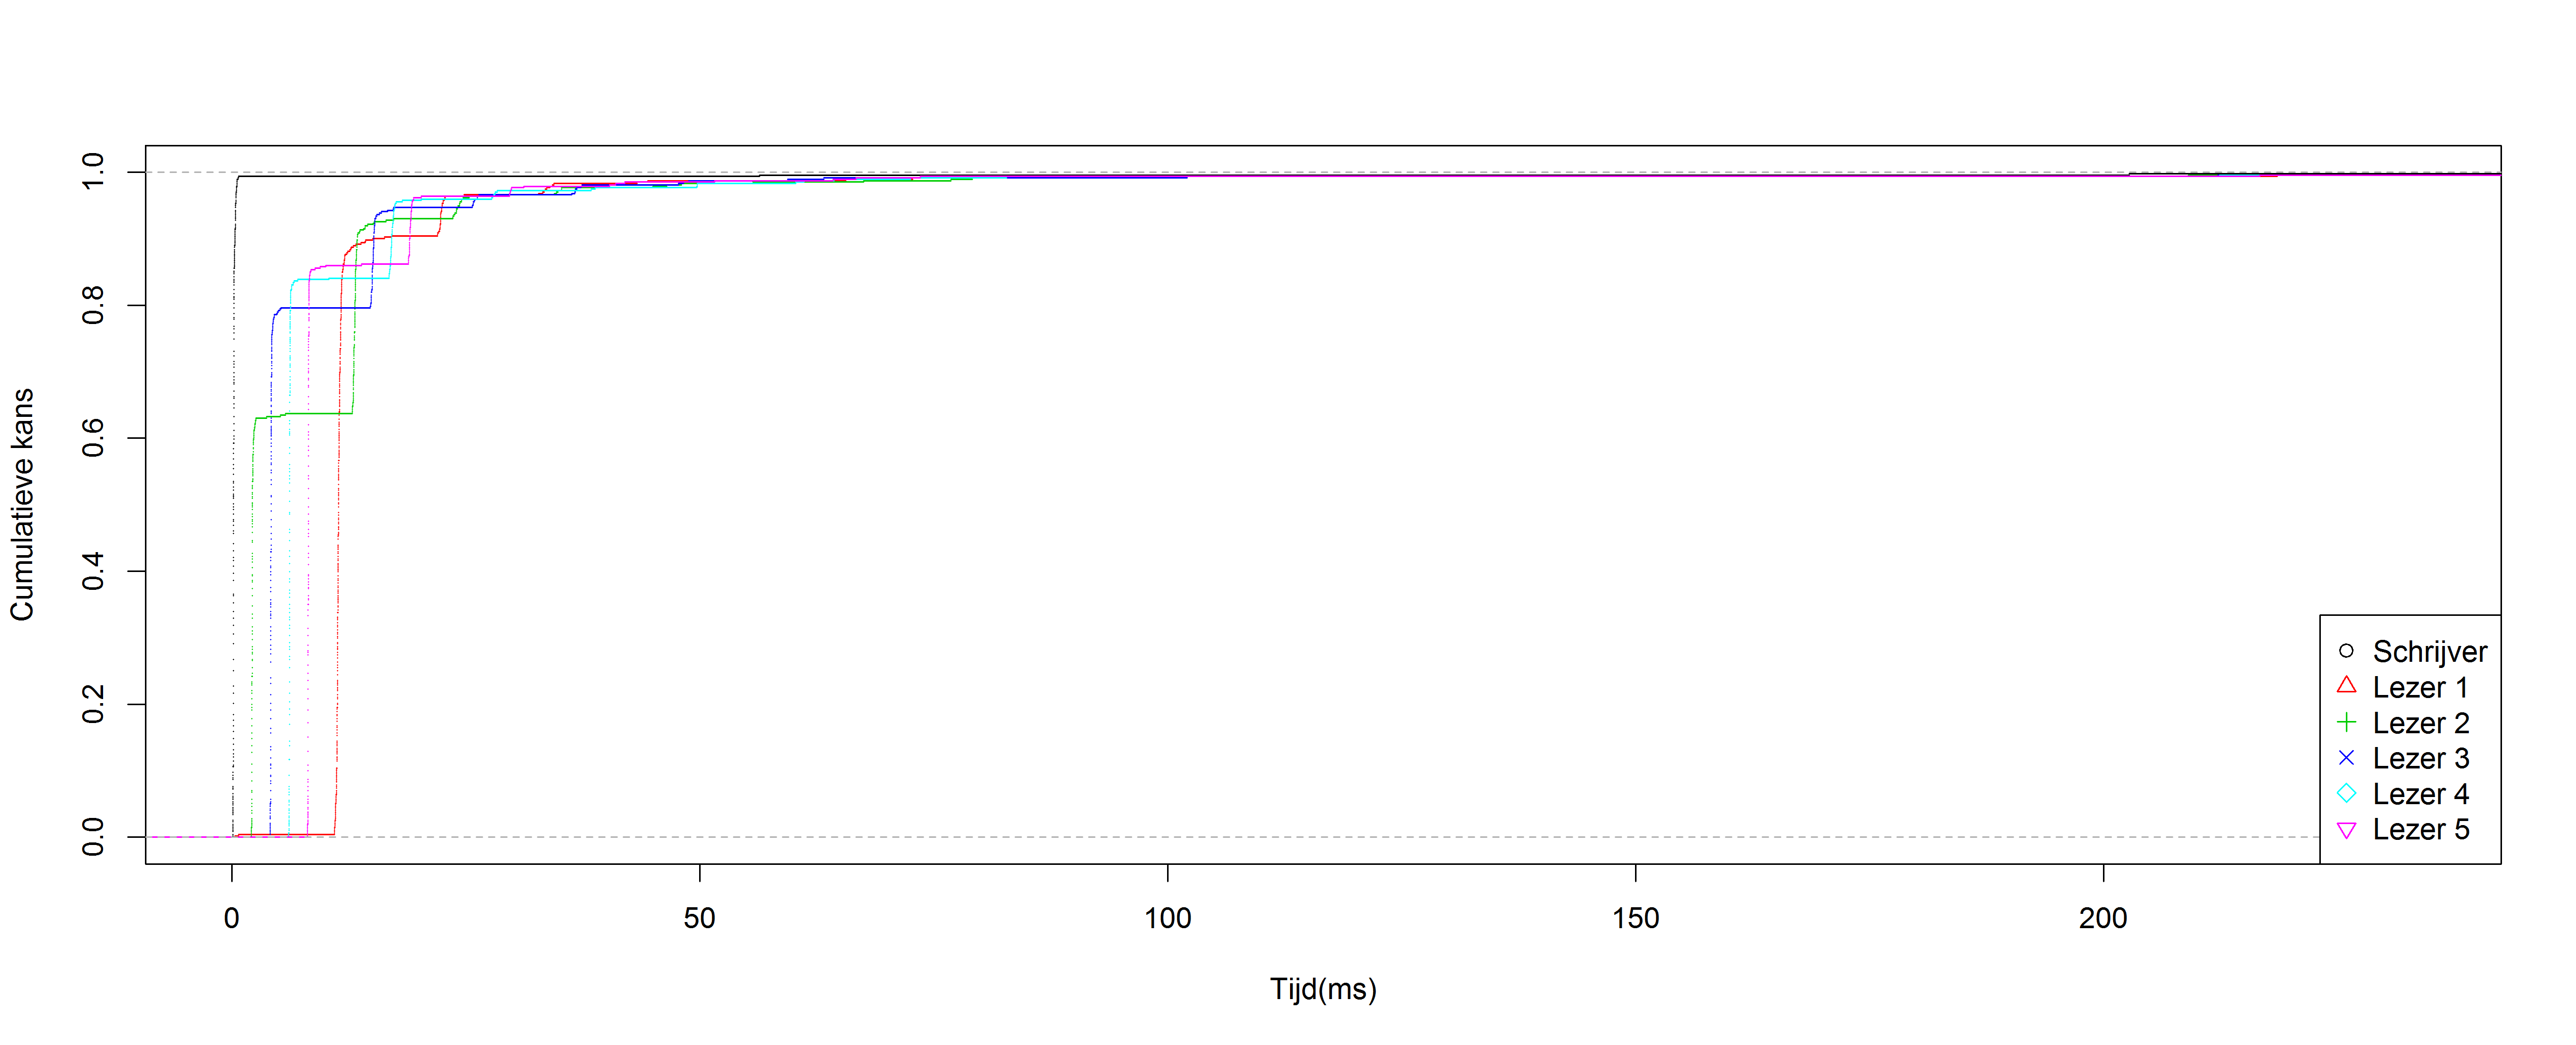 Cumulatieve kans
1.0
0.8
0.6
0.4
0.2
0.0
Schrijver
Lezer 1
Lezer 2
Lezer 3
Lezer 4
Lezer 5
0 50 100 150 200
Tijd(ms)